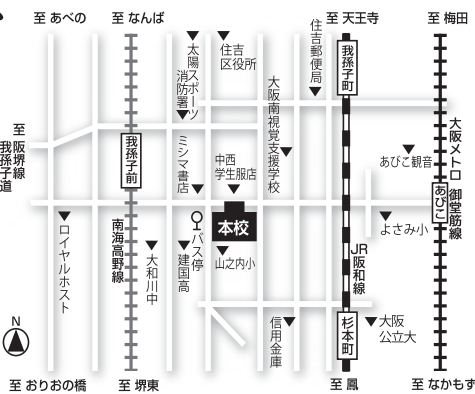 至 あべの
至 なんば
至 天王寺
至 梅田
太陽スポーツ
消防署
住吉
区役所
住吉郵便局
我孫子町
大阪南視覚支援学校
大阪メトロ 御堂筋線
至 阪堺線
我孫子道
我孫子前
ミシマ書店
中西
学生服店
あびこ観音
あびこ
本校
バス停
よさみ小
ロイヤルホスト
南海高野線
大和川中
建国高
山之内小
JR
阪和線
信用金庫
杉本町
大阪
公立大
N
至 おりおの橋
至 堺東
至 鳳
至 なかもず